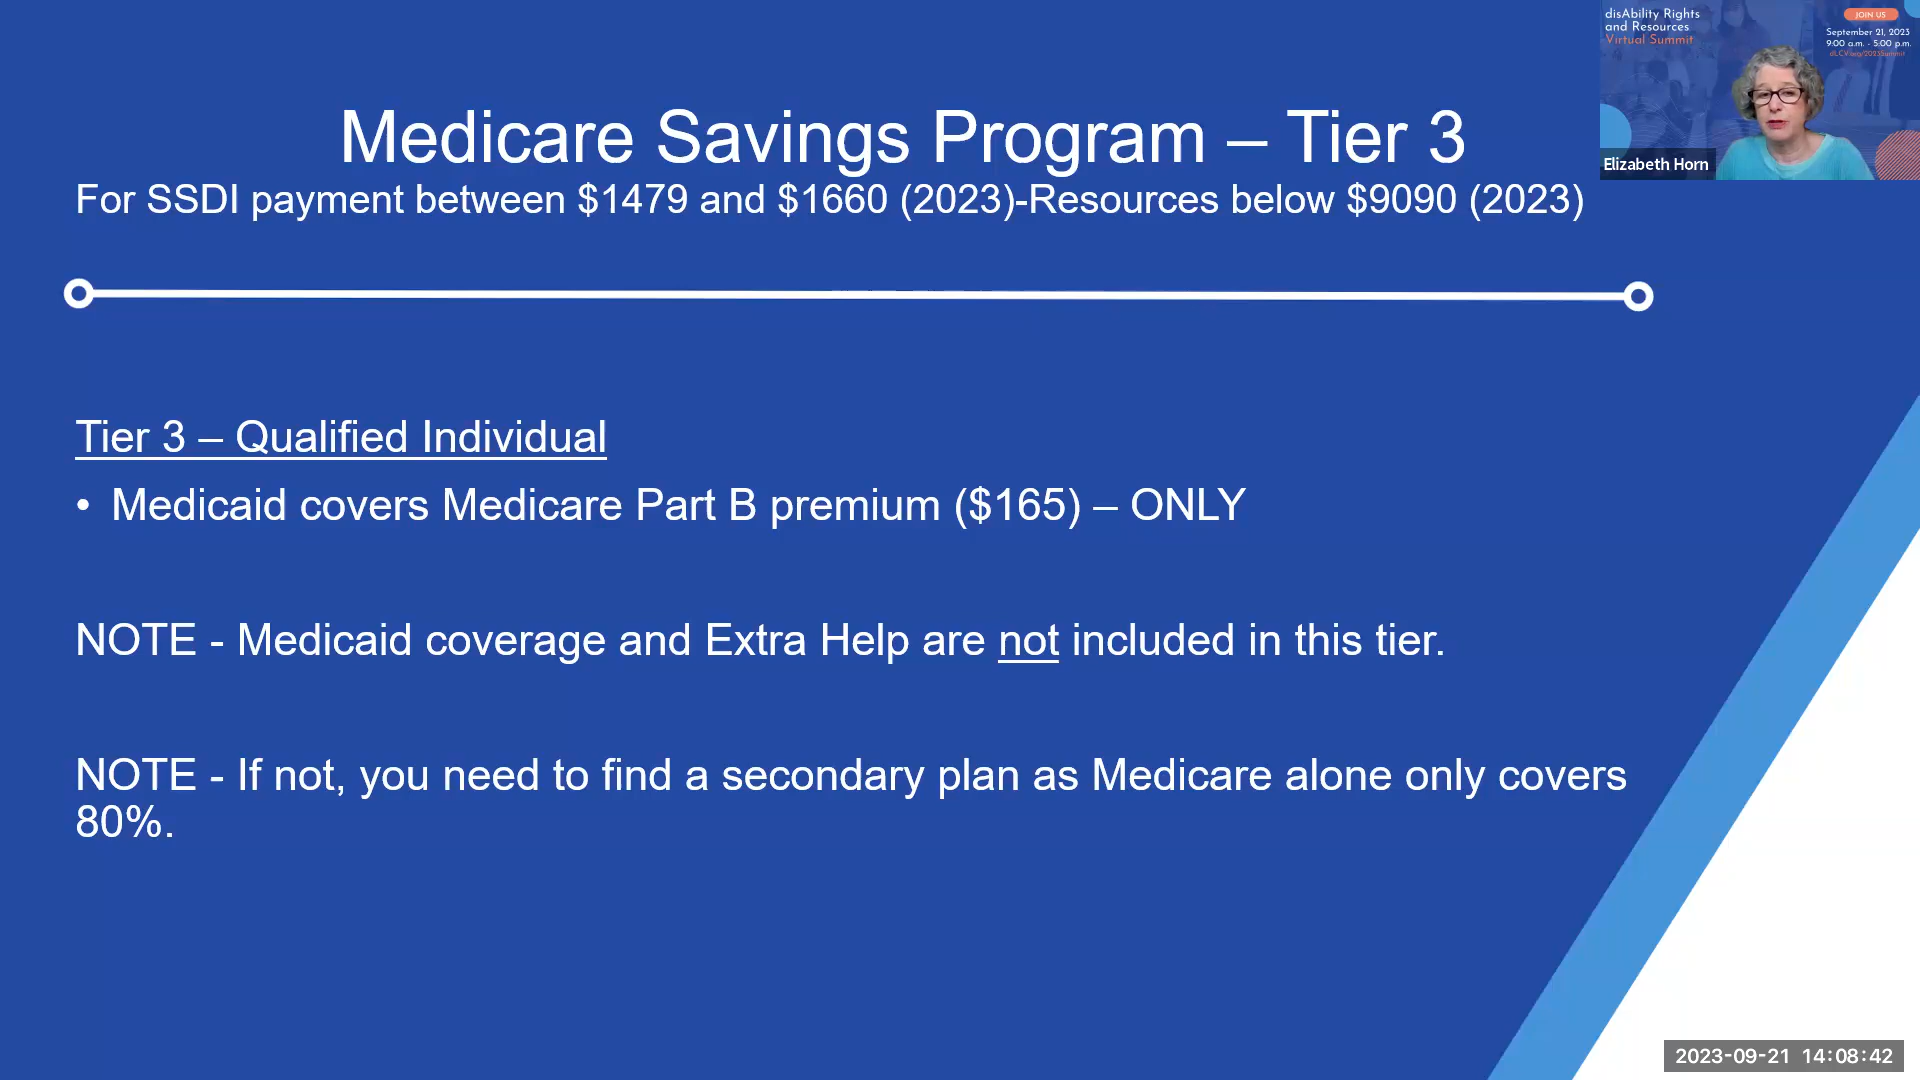 Medicare Savings Program – Tier 3
For SSDI payment between $1479 and $1660 (2023)-Resources below $9090 (2023)
Tier 3 – Qualified Individual
• Medicaid covers Medicare Part B premium ($165) – ONLY
NOTE - Medicaid coverage and Extra Help are not included in this tier.
NOTE - If not, you need to find a secondary plan as Medicare alone only covers
80%.
disAbility Rights
and Resources
Virtual Summit
JOIN US
September 21, 2023
9:00 a.m. - 5:00 p.m.
Elizabeth Horn
2023-09-21 14:08:42